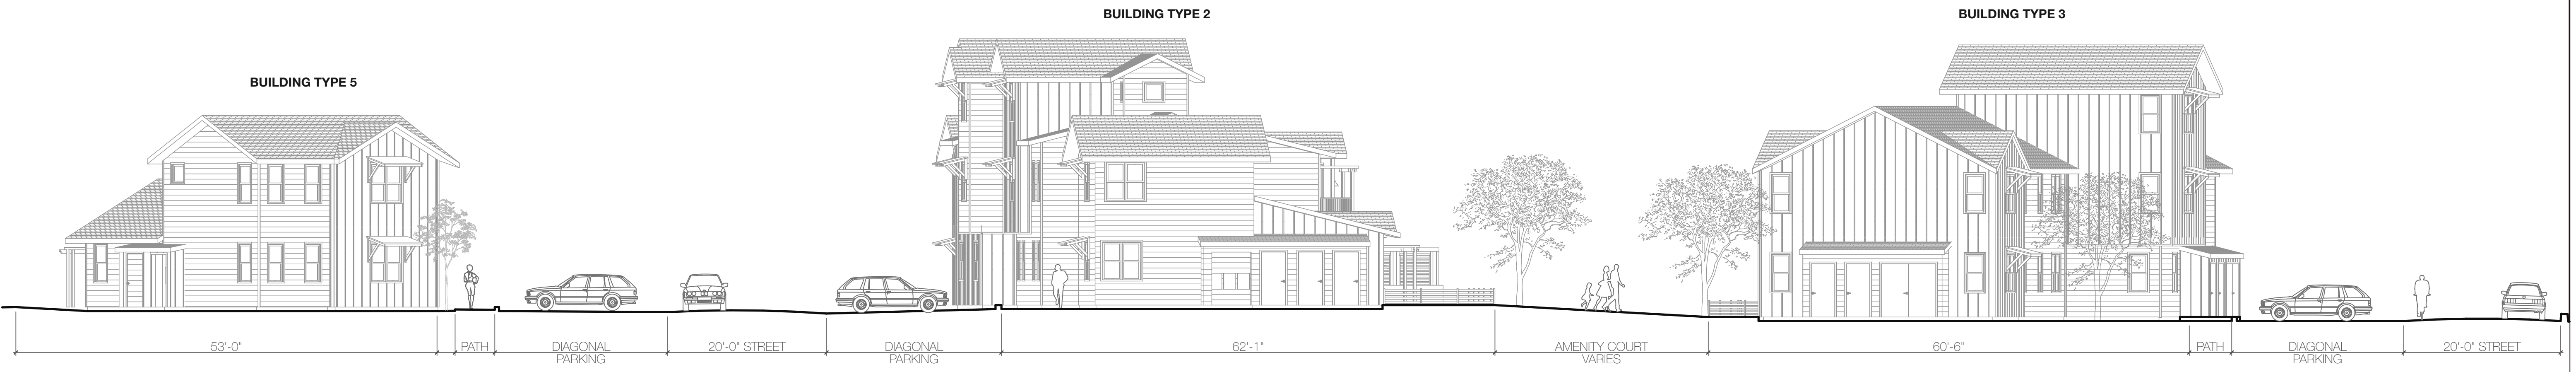 BUILDING TYPE 2
BUILDING TYPE 3
BUILDING TYPE 5
53'-0"
PATH
DIAGONAL
PARKING
20'-0" STREET
DIAGONAL
PARKING
62'-1"
AMENITY COURT
VARIES
60'-6"
PATH
DIAGONAL
PARKING
20'-0" STREET